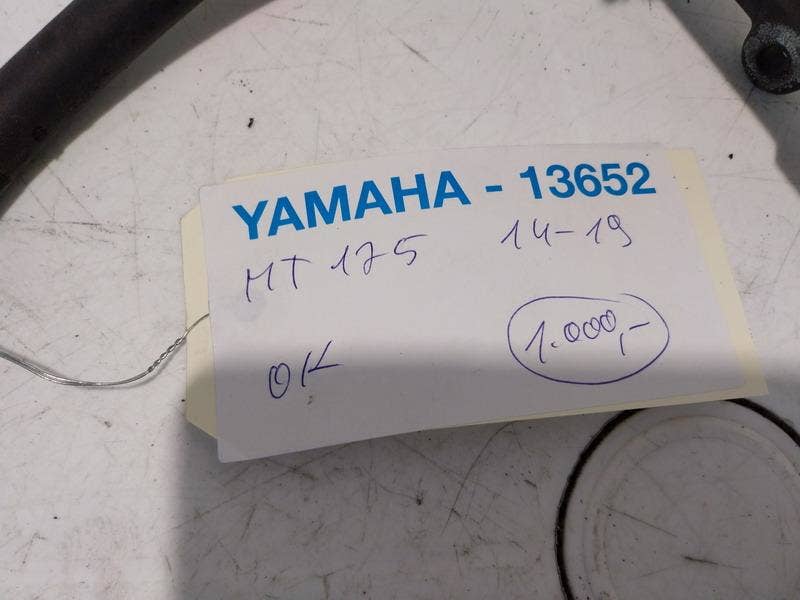 YAMAHA - 13652
MT 125 14-19
OK 1.000,-